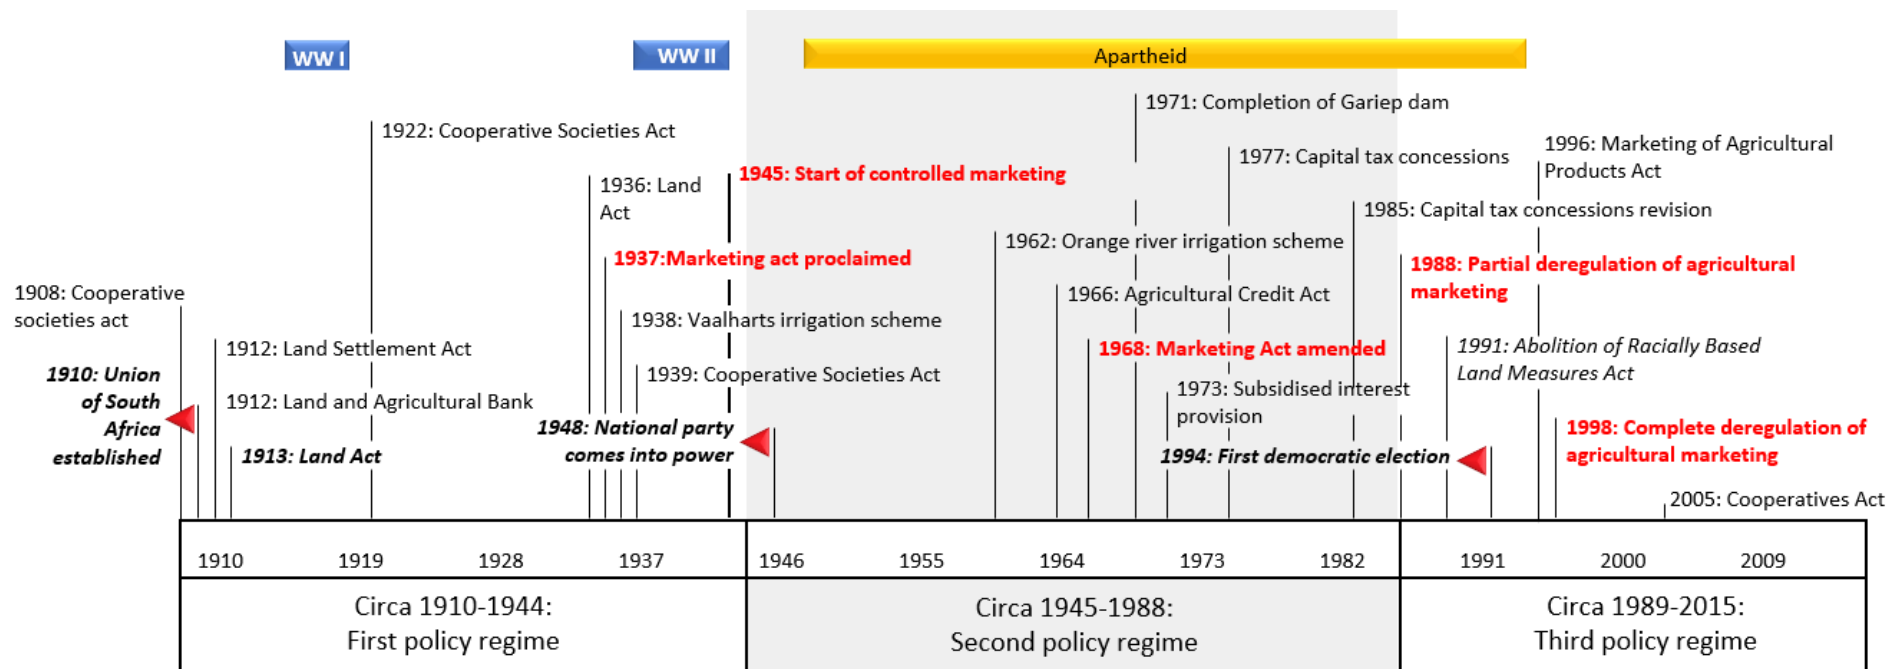 WW I
WW II
Apartheid
1971: Completion of Gariep dam
1922: Cooperative Societies Act
1996: Marketing of Agricultural
Products Act
1977: Capital tax concessions
1945: Start of controlled marketing
1936: Land
Act
1985: Capital tax concessions revision
1962: Orange river irrigation scheme
1937:Marketing act proclaimed
1988: Partial deregulation of agricultural
marketing
1908: Cooperative
societies act
1966: Agricultural Credit Act
1938: Vaalharts irrigation scheme
1912: Land Settlement Act
1968: Marketing Act amended
1991: Abolition of Racially Based
Land Measures Act
1910: Union
of South
Africa
established
1939: Cooperative Societies Act
1973: Subsidised interest
provision
1912: Land and Agricultural Bank
1948: National party
comes into power
1998: Complete deregulation of
agricultural marketing
1913: Land Act
1994: First democratic election
2005: Cooperatives Act
1910 1919 1928 1937 1946 1955 1964 1973 1982 1991 2000 2009
Circa 1910-1944:
First policy regime
Circa 1945-1988:
Second policy regime
Circa 1989-2015:
Third policy regime